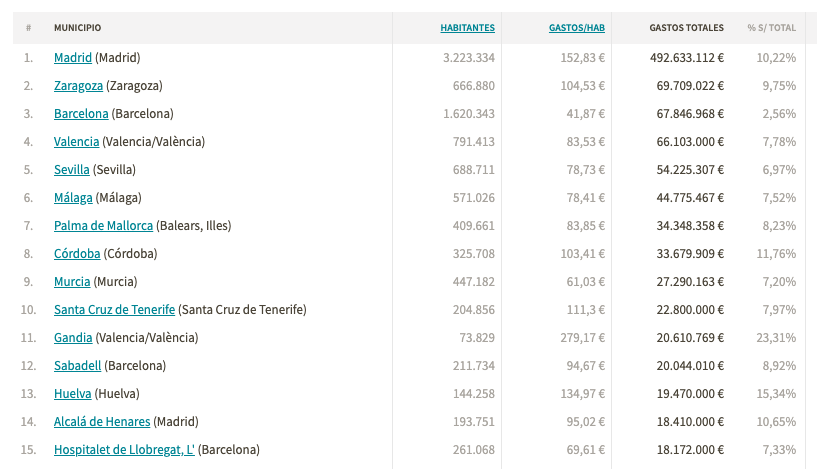 # MUNICIPIO HABITANTES GASTOS/HAB GASTOS TOTALES % S/ TOTAL
1. Madrid (Madrid) 3.223.334 152,83 € 492.633.112 € 10,22%
2. Zaragoza (Zaragoza) 666.880 104,53 € 69.709.022 € 9,75%
3. Barcelona (Barcelona) 1.620.343 41,87 € 67.846.968 € 2,56%
4. Valencia (Valencia/València) 791.413 83,53 € 66.103.000 € 7,78%
5. Sevilla (Sevilla) 688.711 78,73 € 54.225.307 € 6,97%
6. Málaga (Málaga) 571.026 78,41 € 44.775.467 € 7,52%
7. Palma de Mallorca (Balears, Illes) 409.661 83,85 € 34.348.358 € 8,23%
8. Córdoba (Córdoba) 325.708 103,41 € 33.679.909 € 11,76%
9. Murcia (Murcia) 447.182 61,03 € 27.290.163 € 7,20%
10. Santa Cruz de Tenerife (Santa Cruz de Tenerife) 204.856 111,3 € 22.800.000 € 7,97%
11. Gandia (Valencia/València) 73.829 279,17 € 20.610.769 € 23,31%
12. Sabadell (Barcelona) 211.734 94,67 € 20.044.010 € 8,92%
13. Huelva (Huelva) 144.258 134,97 € 19.470.000 € 15,34%
14. Alcalá de Henares (Madrid) 193.751 95,02 € 18.410.000 € 10,65%
15. Hospitalet de Llobregat, L' (Barcelona) 261.068 69,61 € 18.172.000 € 7,33%